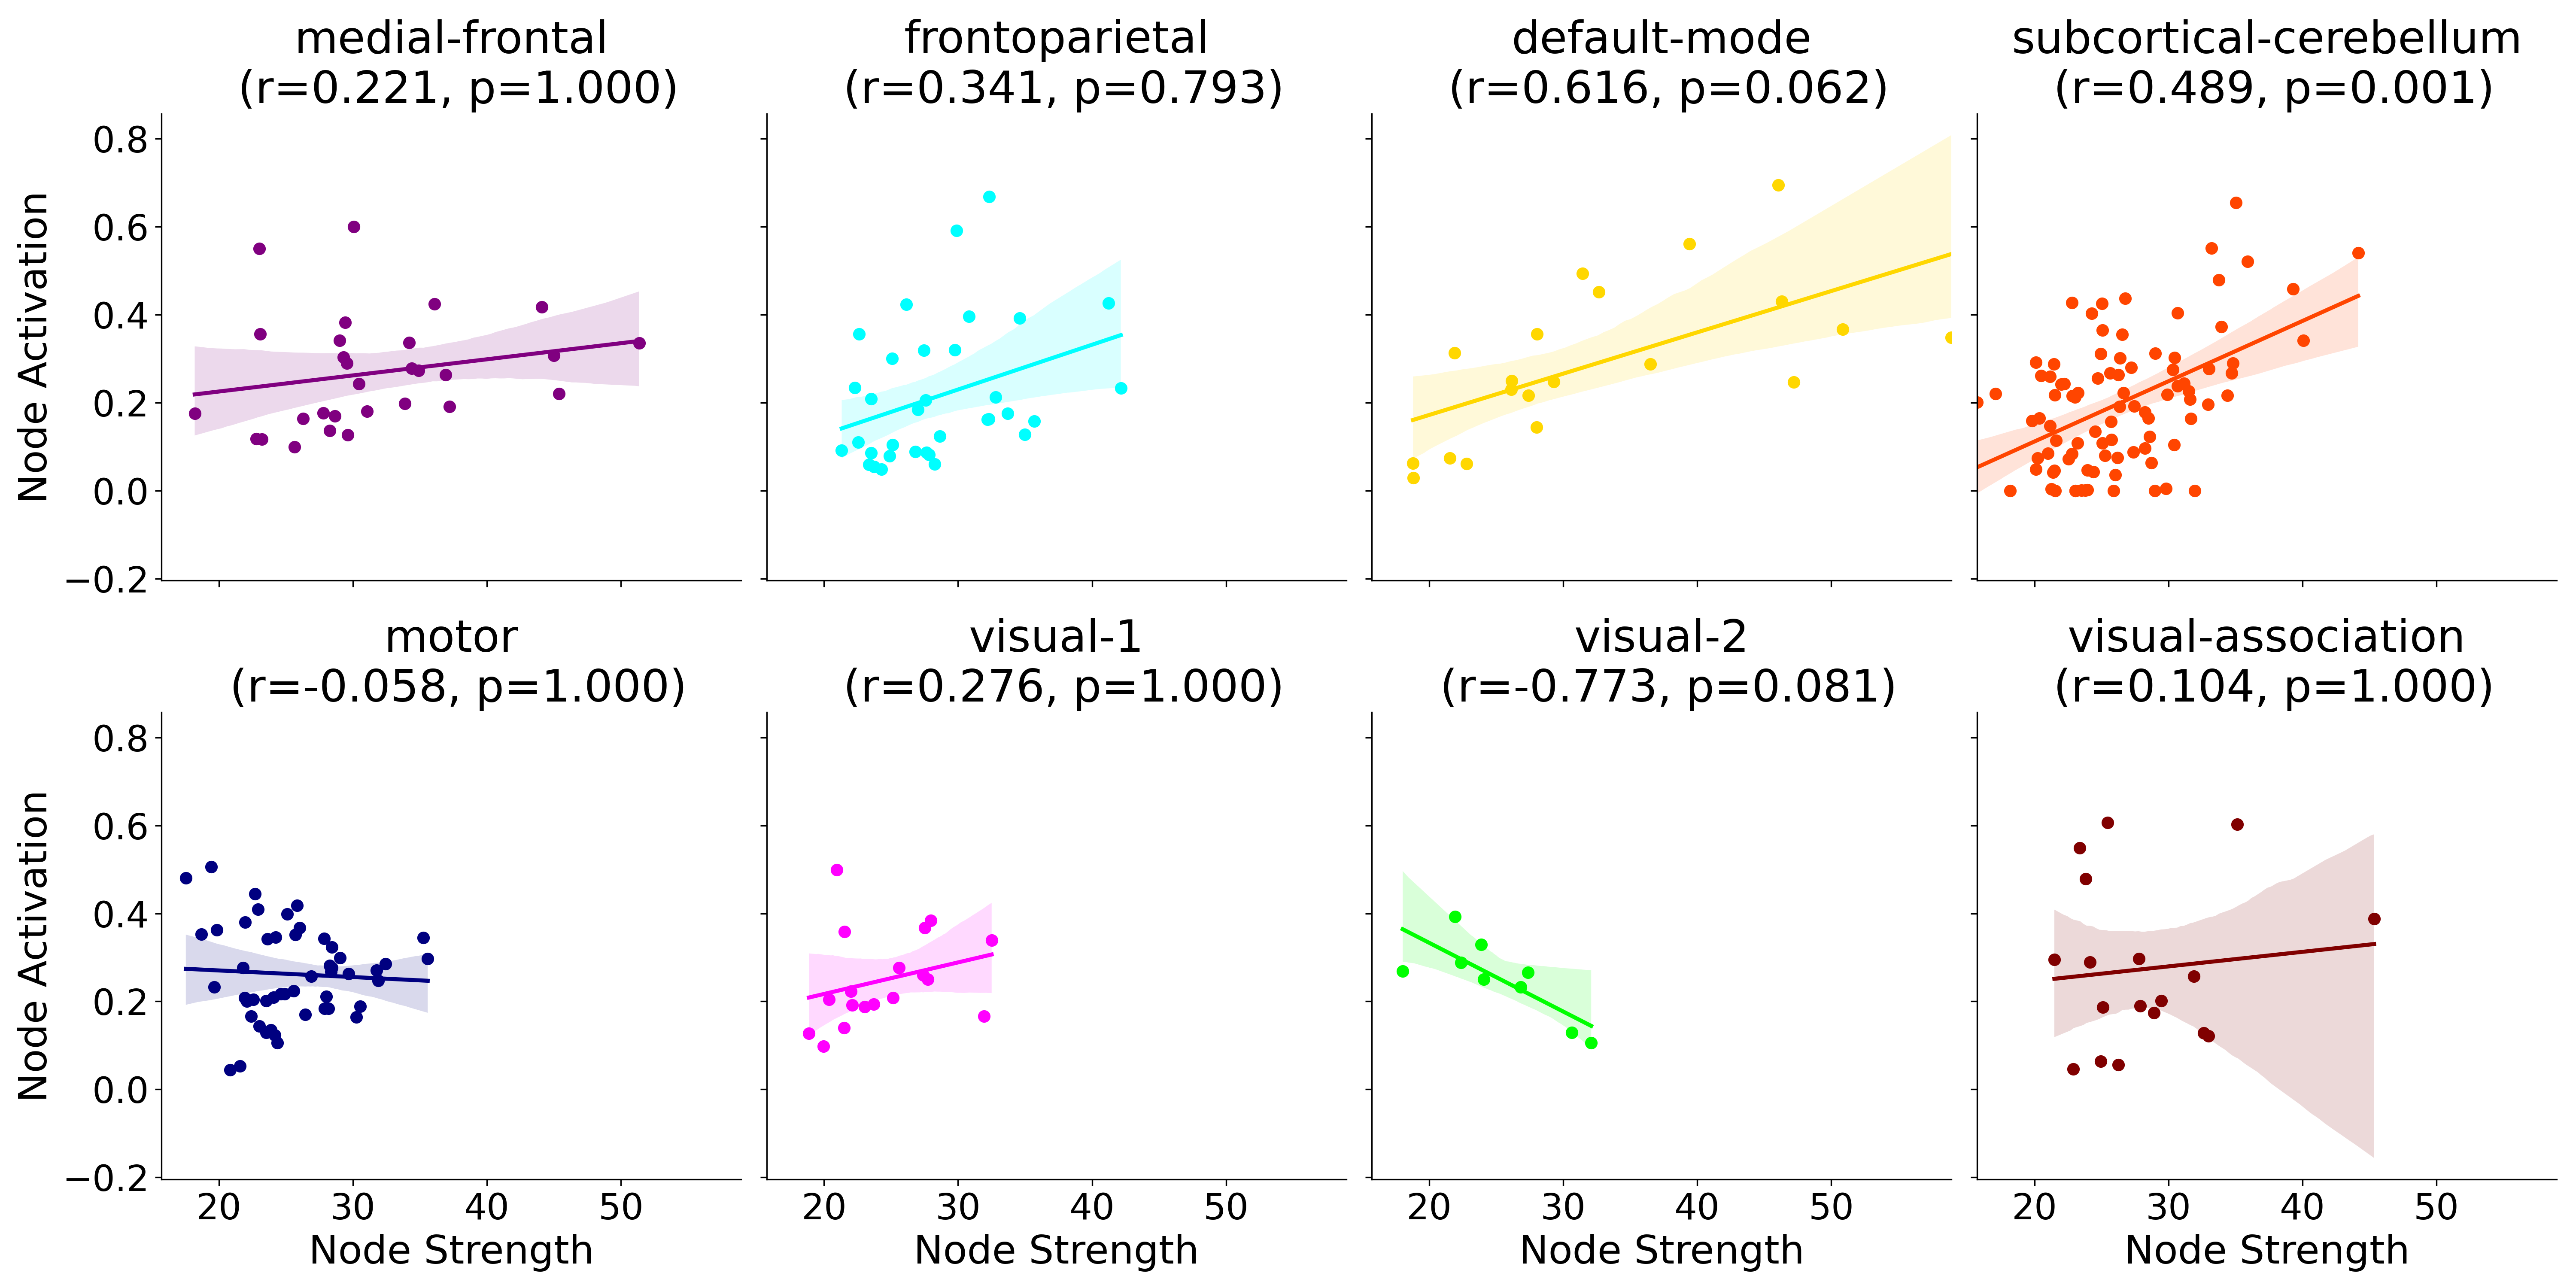 medial-frontal
(r=0.221, p=1.000)
frontoparietal
(r=0.341, p=0.793)
default-mode
(r=0.616, p=0.062)
subcortical-cerebellum
(r=0.489, p=0.001)
Node Activation
0.8
0.6
0.4
0.2
0.0
−0.2
motor
(r=-0.058, p=1.000)
visual-1
(r=0.276, p=1.000)
visual-2
(r=-0.773, p=0.081)
visual-association
(r=0.104, p=1.000)
Node Activation
0.8
0.6
0.4
0.2
0.0
−0.2
20 30 40 50
20 30 40 50
20 30 40 50
20 30 40 50
Node Strength
Node Strength
Node Strength
Node Strength